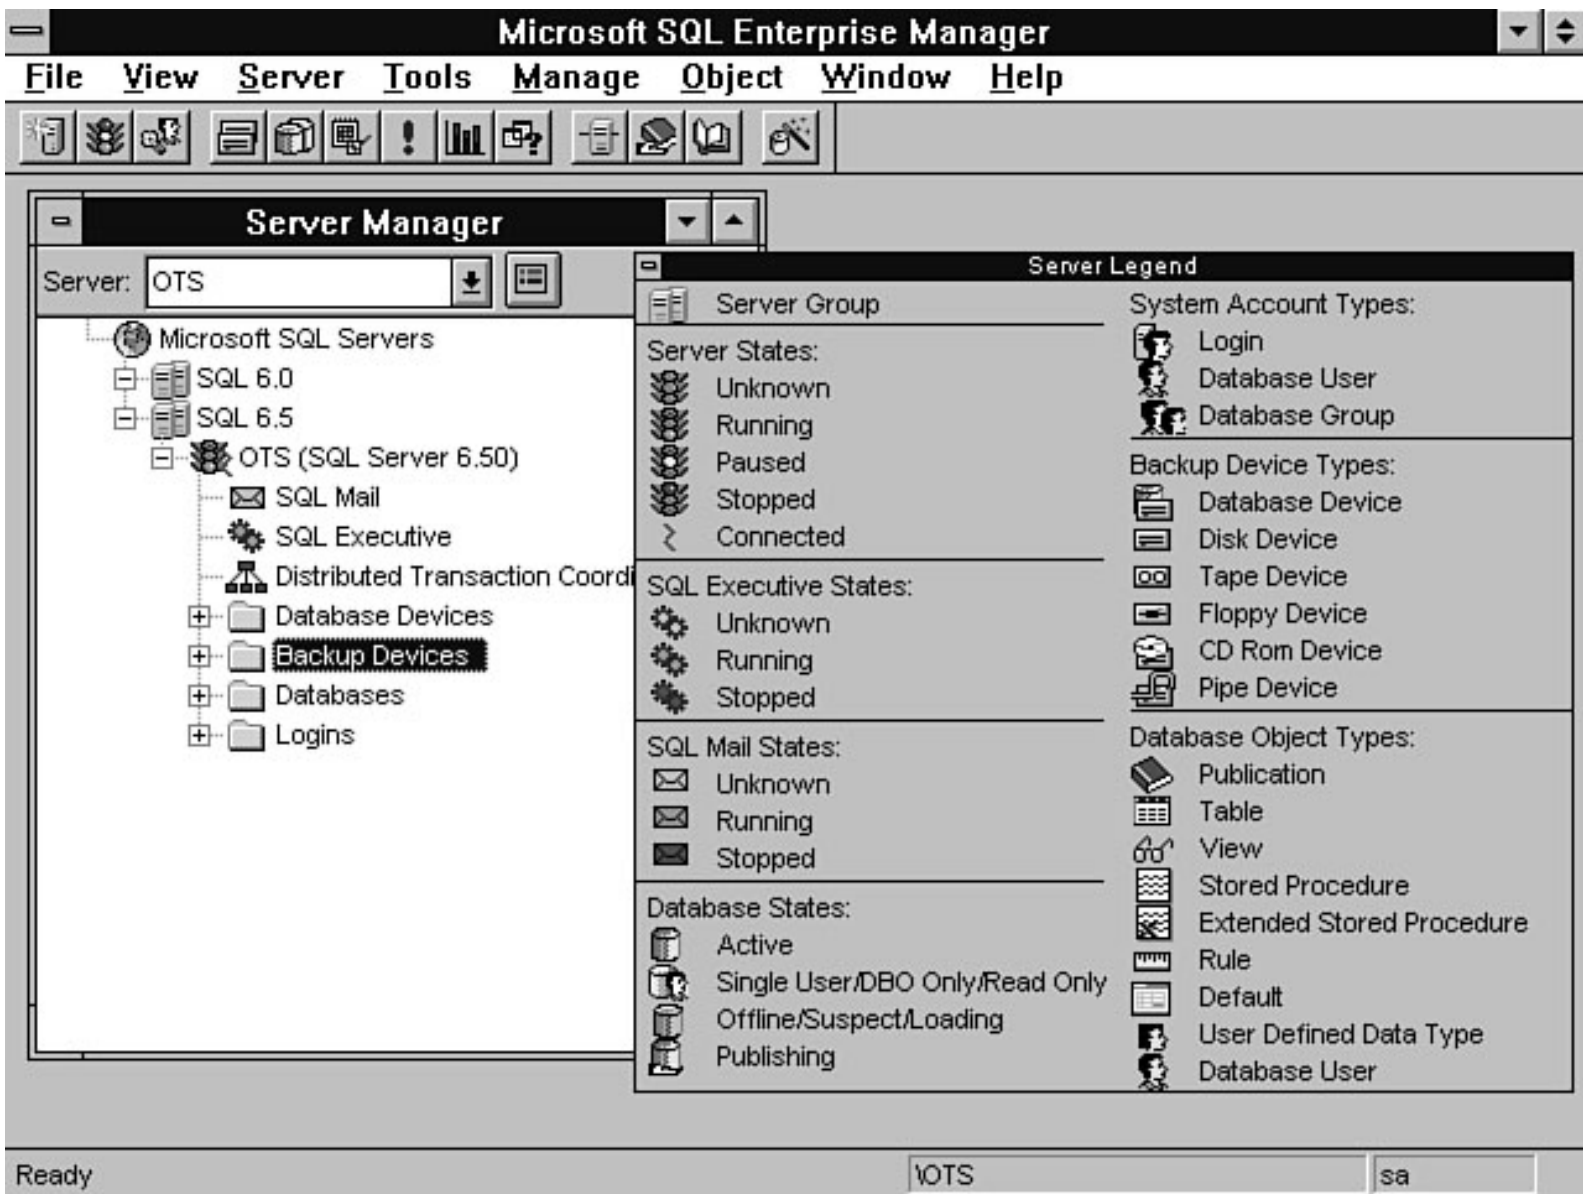 Microsoft SQL Enterprise Manager
File View Server Tools Manage Object Window Help
Server Manager
Server: OTS
Microsoft SQL Servers
SQL 6.0
SQL 6.5
OTS (SQL Server 6.50)
SQL Mail
SQL Executive
Distributed Transaction Coordi
Database Devices
Backup Devices
Databases
Logins
Server Legend
Server Group
Server States:
Unknown
Running
Paused
Stopped
Connected
SQL Executive States:
Unknown
Running
Stopped
SQL Mail States:
Unknown
Running
Stopped
Database States:
Active
Single User/DBO Only/Read Only
Offline/Suspect/Loading
Publishing
System Account Types:
Login
Database User
Database Group
Backup Device Types:
Database Device
Disk Device
Tape Device
Floppy Device
CD Rom Device
Pipe Device
Database Object Types:
Publication
Table
View
Stored Procedure
Extended Stored Procedure
Rule
Default
User Defined Data Type
Database User
Ready \OTS sa